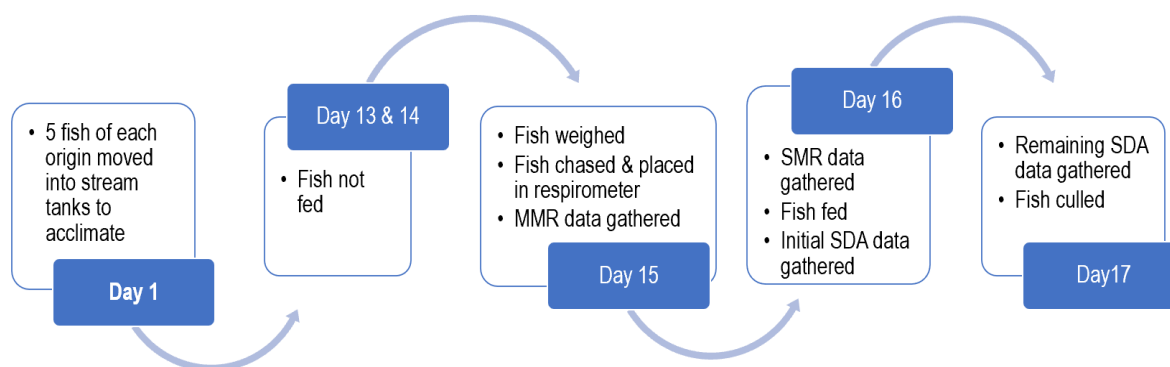 • 5 fish of each
origin moved
into stream
tanks to
acclimate
Day 1
Day 13 & 14
• Fish not
fed
• Fish weighed
• Fish chased & placed
in respirometer
• MMR data gathered
Day 15
Day 16
• SMR data
gathered
• Fish fed
• Initial SDA data
gathered
• Remaining SDA
data gathered
• Fish culled
Day17